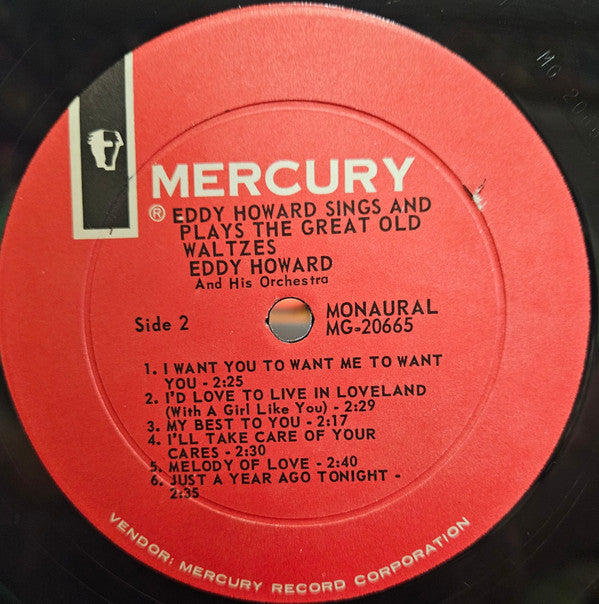 MERCURY
® EDDY HOWARD SINGS AND
PLAYS THE GREAT OLD
WALTZES
EDDY HOWARD
And His Orchestra
Side 2
MONAURAL
MG-20665
1. I WANT YOU TO WANT ME TO WANT
YOU - 2:25
2. I'D LOVE TO LIVE IN LOVELAND
(With A Girl Like You) - 2:29
3. MY BEST TO YOU - 2:17
4. I'LL TAKE CARE OF YOUR
CARES - 2:30
5. MELODY OF LOVE - 2:40
6. JUST A YEAR AGO TONIGHT -
2:35
VENDOR: MERCURY RECORD CORPORATION
MG